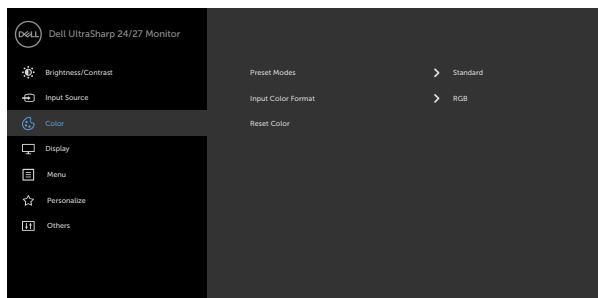 DELL
Dell UltraSharp 24/27 Monitor
Brightness/Contrast
Preset Modes
Standard
Input Source
Input Color Format
RGB
Color
Reset Color
Display
Menu
Personalize
Others